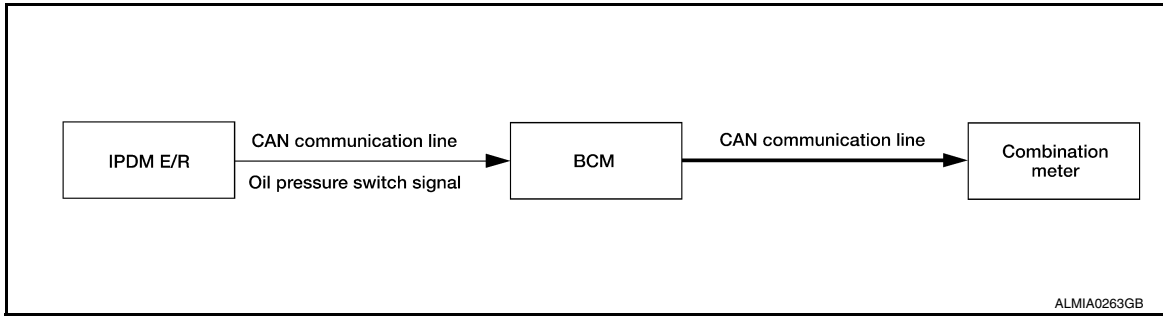 IPDM E/R
CAN communication line
Oil pressure switch signal
BCM
CAN communication line
Combination
meter
ALMIA0263GB